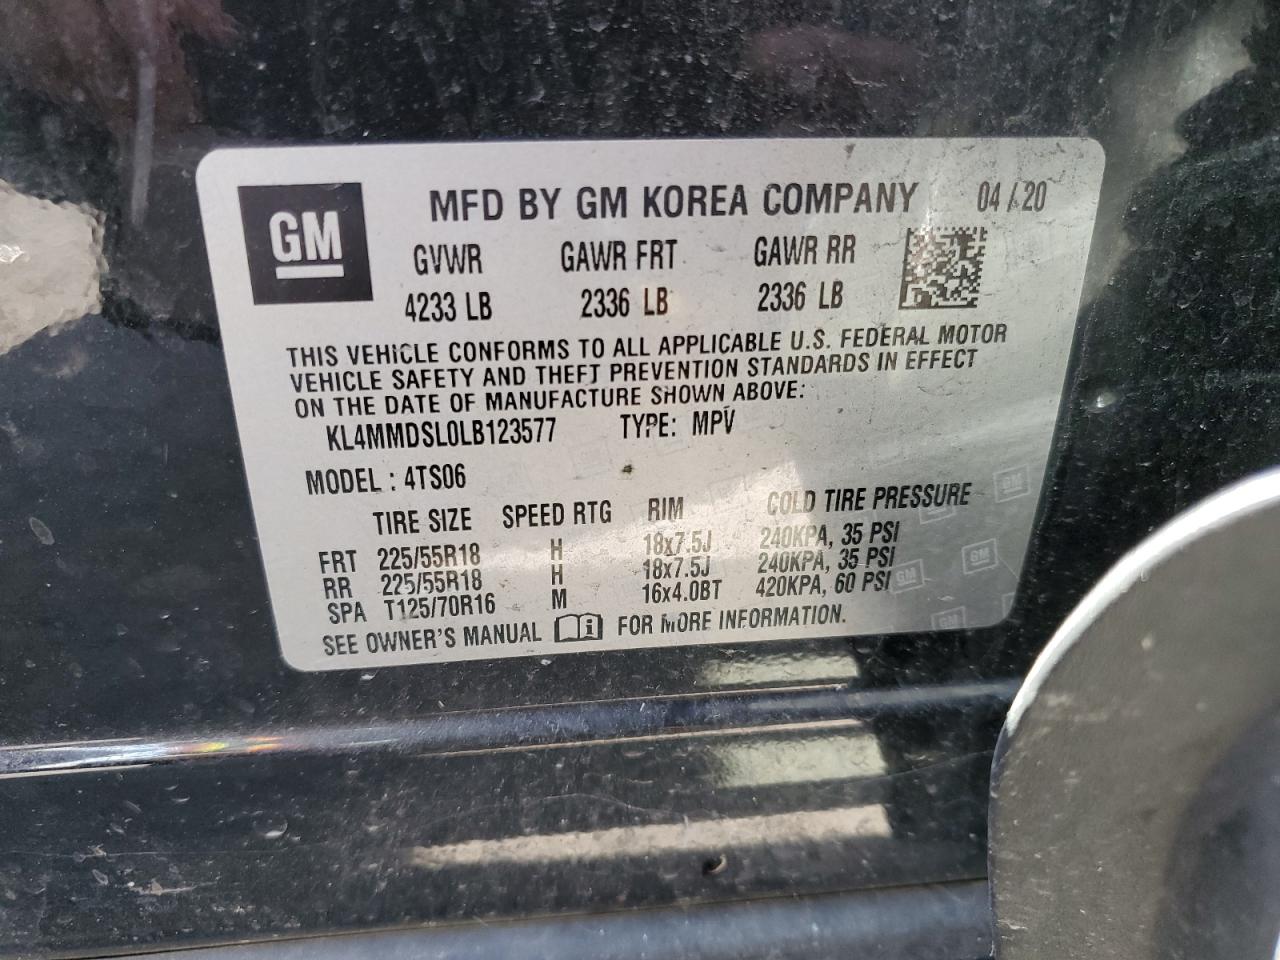 GM
MFD BY GM KOREA COMPANY 04/20
GVWR GAWR FRT GAWR RR
4233 LB 2336 LB 2336 LB
THIS VEHICLE CONFORMS TO ALL APPLICABLE U.S. FEDERAL MOTOR
VEHICLE SAFETY AND THEFT PREVENTION STANDARDS IN EFFECT
ON THE DATE OF MANUFACTURE SHOWN ABOVE:
KL4MMDSL0LB123577 TYPE: MPV
MODEL: 4TS06
TIRE SIZE SPEED RTG RIM COLD TIRE PRESSURE
FRT 225/55R18 H 18x7.5J 240KPA, 35 PSI
RR 225/55R18 H 18x7.5J 240KPA, 35 PSI
SPA T125/70R16 M 16x4.0BT 420KPA, 60 PSI
SEE OWNER'S MANUAL FOR MORE INFORMATION.
GM
GM
GM
GM